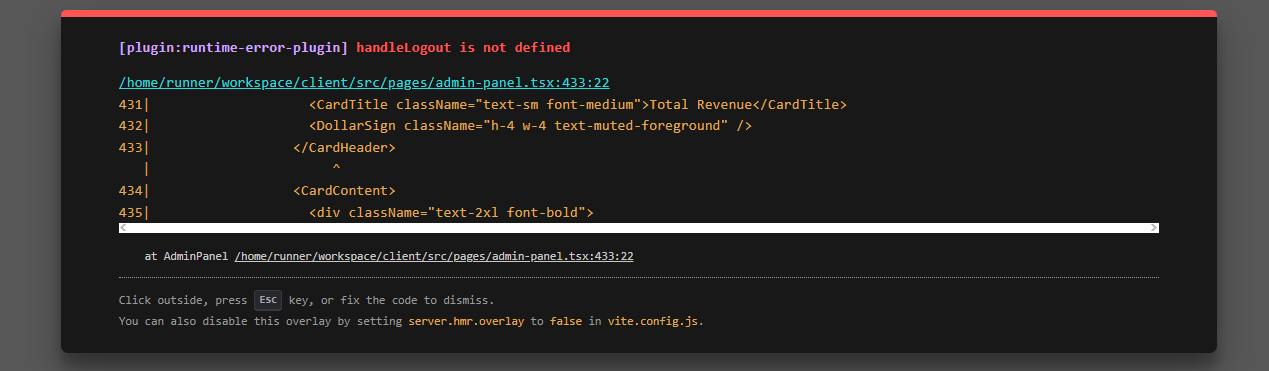 [plugin:runtime-error-plugin] handleLogout is not defined
/home/runner/workspace/client/src/pages/admin-panel.tsx:433:22
431|                    <CardTitle className="text-sm font-medium">Total Revenue</CardTitle>
432|                    <DollarSign className="h-4 w-4 text-muted-foreground" />
433|                  </CardHeader>
   |                       ^
434|                  <CardContent>
435|                    <div className="text-2xl font-bold">
at AdminPanel /home/runner/workspace/client/src/pages/admin-panel.tsx:433:22
Click outside, press Esc key, or fix the code to dismiss.
You can also disable this overlay by setting server.hmr.overlay to false in vite.config.js.